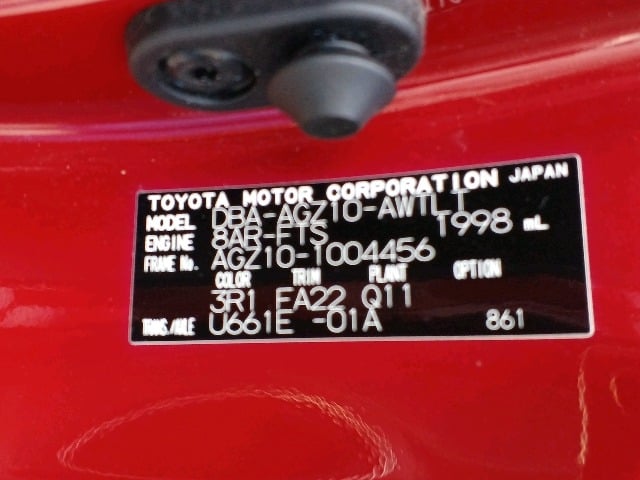 TOYOTA MOTOR CORPORATION JAPAN
MODEL DBA-AGZ10-AWTLT
ENGINE 8AR-FTS 1998 mL
FRAME No. AGZ10-1004456
COLOR TRIM PLANT OPTION
3R1 EA22 Q11
TRANS./AXLE U661E -01A 861